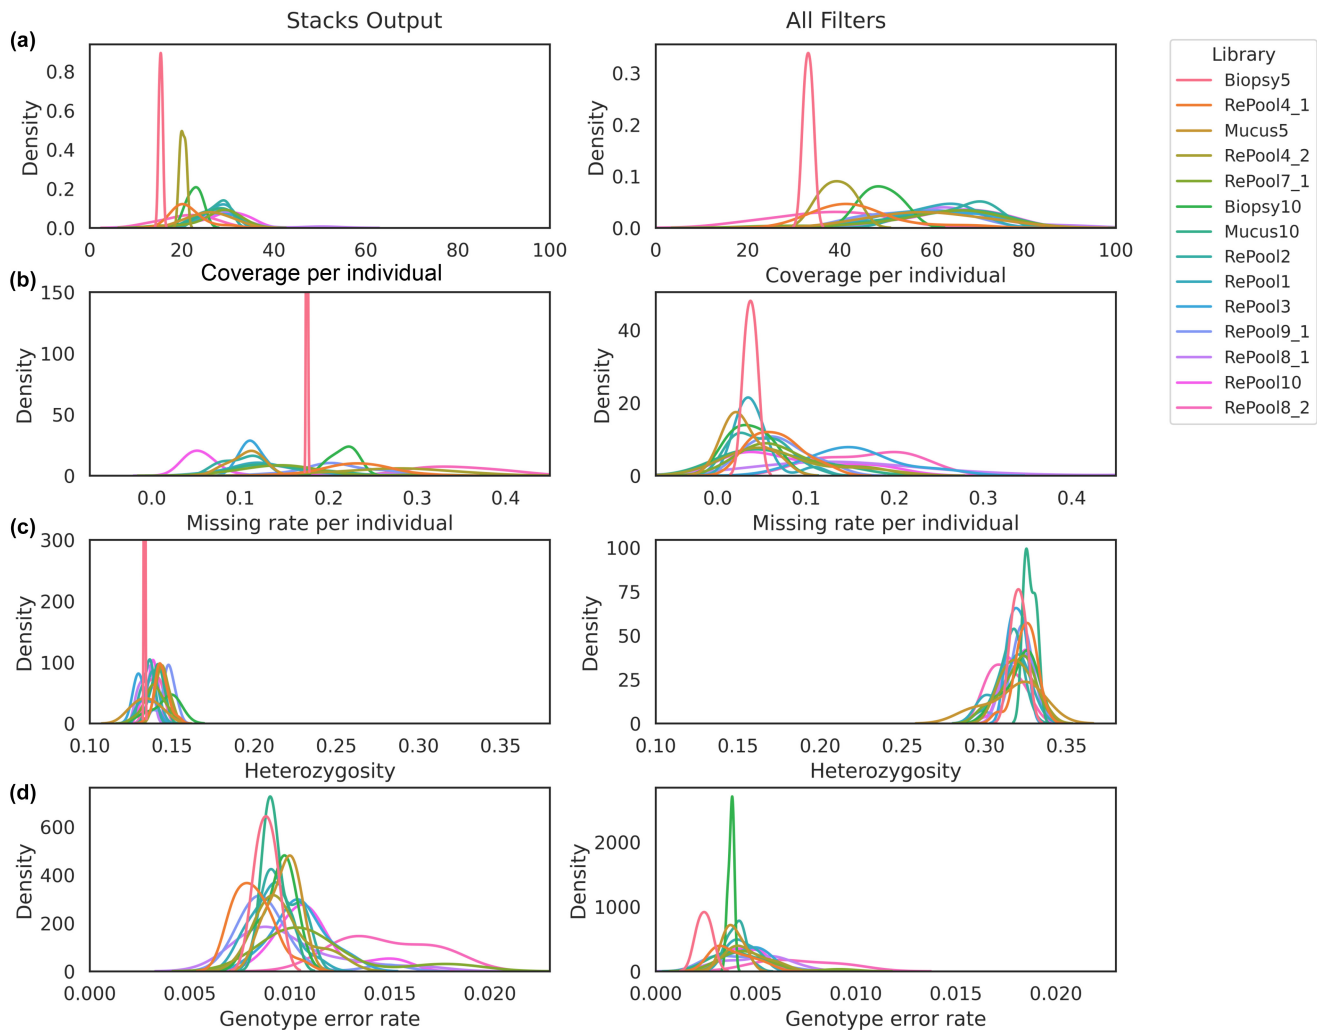 Stacks Output
All Filters
(a)
Density
0.8
0.6
0.4
0.2
0.0
0 20 40 60 80 100
Coverage per individual
Density
0.3
0.2
0.1
0.0
0 20 40 60 80 100
Coverage per individual
Library
Biopsy5
RePool4_1
Mucus5
RePool4_2
RePool7_1
Biopsy10
Mucus10
RePool2
RePool1
RePool3
RePool9_1
RePool8_1
RePool10
RePool8_2
(b)
Density
150
100
50
0
0.0 0.1 0.2 0.3 0.4
Missing rate per individual
Density
40
20
0
0.0 0.1 0.2 0.3 0.4
Missing rate per individual
(c)
Density
300
200
100
0
0.10 0.15 0.20 0.25 0.30 0.35
Heterozygosity
Density
100
75
50
25
0
0.10 0.15 0.20 0.25 0.30 0.35
Heterozygosity
(d)
Density
600
400
200
0
0.000 0.005 0.010 0.015 0.020
Genotype error rate
Density
2000
1000
0
0.000 0.005 0.010 0.015 0.020
Genotype error rate